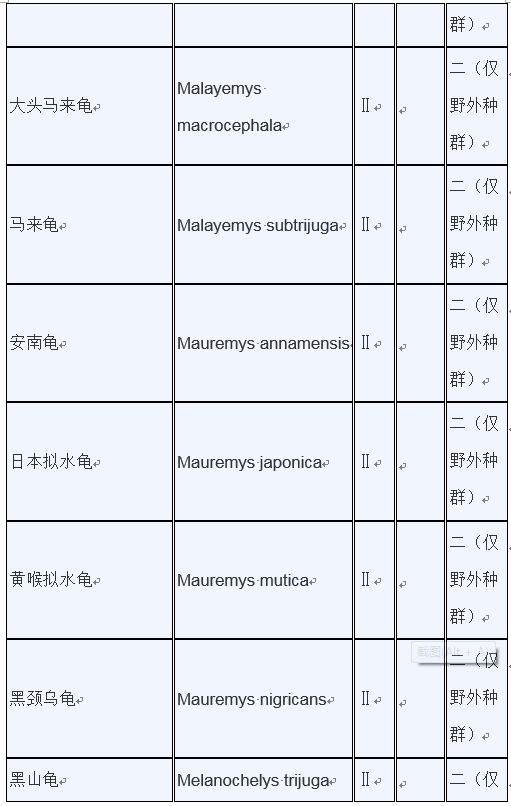 群）
大头马来龟
Malayemys
macrocephala
Ⅱ
二（仅
野外种
群）
马来龟
Malayemys subtrijuga
Ⅱ
二（仅
野外种
群）
安南龟
Mauremys annamensis
Ⅱ
二（仅
野外种
群）
日本拟水龟
Mauremys japonica
Ⅱ
二（仅
野外种
群）
黄喉拟水龟
Mauremys mutica
Ⅱ
二（仅
野外种
群）
黑颈乌龟
Mauremys nigricans
Ⅱ
二（仅
野外种
群）
黑山龟
Melanochelys trijuga
Ⅱ
二（仅